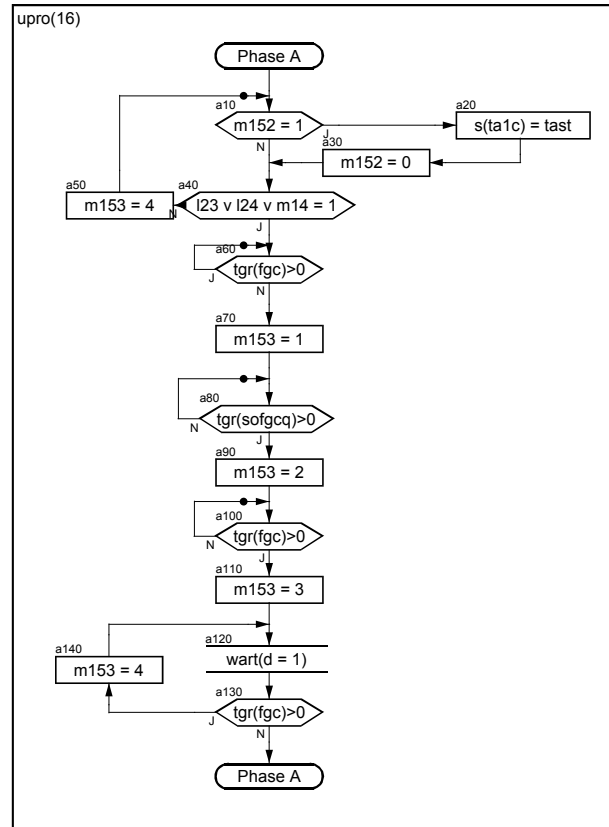 upro(16)
Phase A
a10
m152 = 1
J
N
a20
s(ta1c) = tast
a30
m152 = 0
a50
m153 = 4
N
a40
l23 v l24 v m14 = 1
J
a60
tgr(fgc)>0
J
N
a70
m153 = 1
a80
tgr(sofgcq)>0
N
J
a90
m153 = 2
a100
tgr(fgc)>0
N
J
a110
m153 = 3
a120
wart(d = 1)
a140
m153 = 4
a130
tgr(fgc)>0
J
N
Phase A